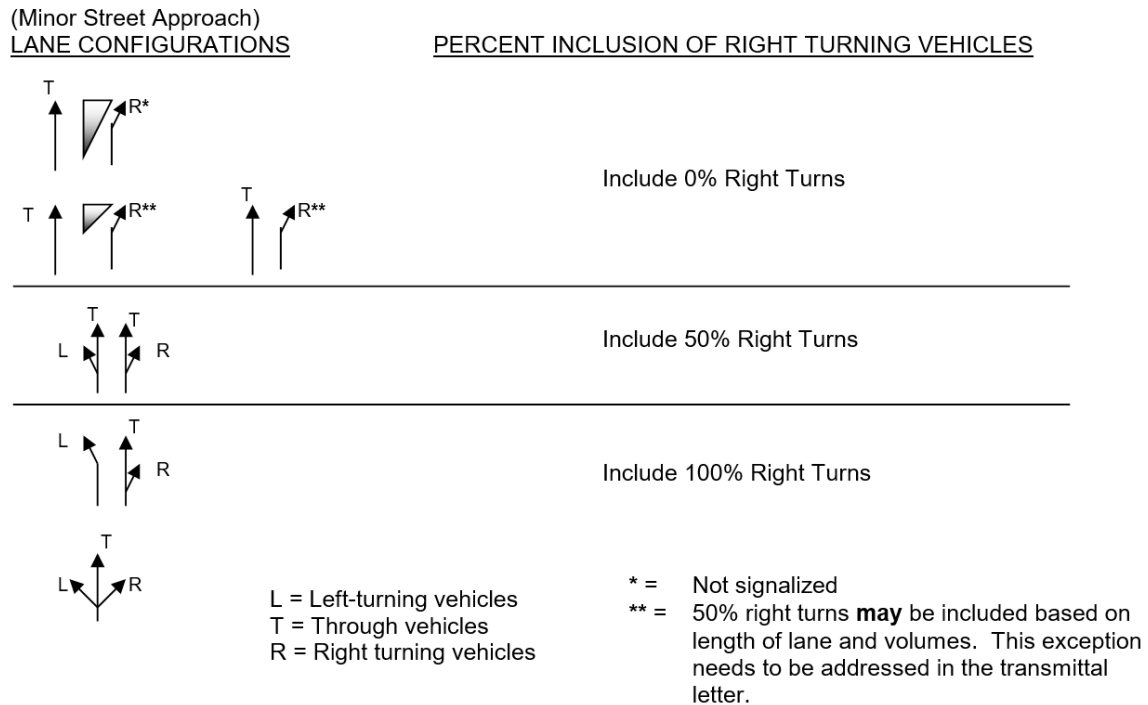 (Minor Street Approach)
LANE CONFIGURATIONS PERCENT INCLUSION OF RIGHT TURNING VEHICLES
T
R*
Include 0% Right Turns
T R** T R**
T T
L R Include 50% Right Turns
T
L R Include 100% Right Turns
T
L R
L = Left-turning vehicles
T = Through vehicles
R = Right turning vehicles
* = Not signalized
** = 50% right turns may be included based on
length of lane and volumes. This exception
needs to be addressed in the transmittal
letter.